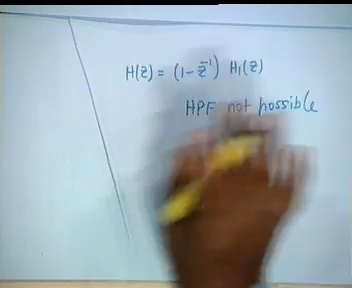 H(z) = (1 - z⁻¹) H₁(z)
HPF not possible